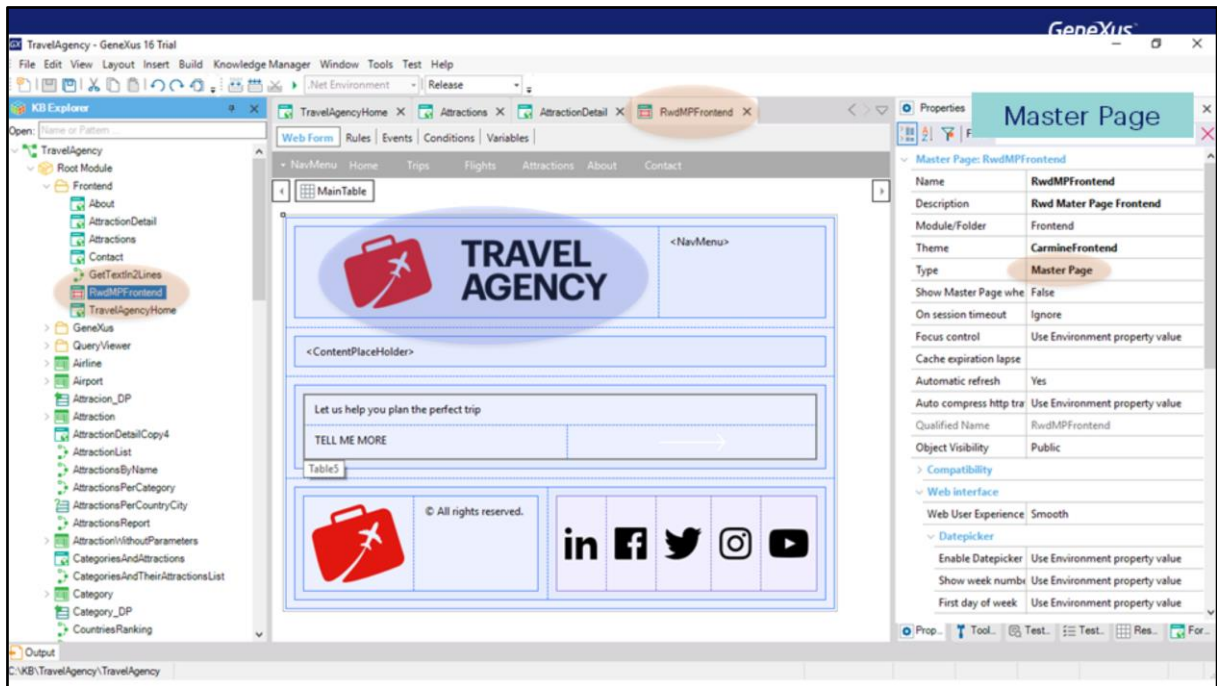 GeneXus
TravelAgency - GeneXus 16 Trial
File Edit View Layout Insert Build Knowledge Manager Window Tools Test Help
.Net Environment Release
KB Explorer
Open: Name or Pattern ...
TravelAgency
Root Module
Frontend
About
AttractionDetail
Attractions
Contact
GetTextIn2Lines
RwdMPFrontend
TravelAgencyHome
GeneXus
QueryViewer
Airline
Airport
Attracion_DP
Attraction
AttractionDetailCopy4
AttractionList
AttractionsByName
AttractionsPerCategory
AttractionsPerCountryCity
AttractionsReport
AttractionWithoutParameters
CategoriesAndAttractions
CategoriesAndTheirAttractionsList
Category
Category_DP
CountriesRanking
TravelAgencyHome Attractions AttractionDetail RwdMPFrontend
Web Form Rules Events Conditions Variables
NavMenu Home Trips Flights Attractions About Contact
MainTable
TRAVEL
AGENCY
<NavMenu>
<ContentPlaceHolder>
Let us help you plan the perfect trip
TELL ME MORE
Table5
© All rights reserved.
in
Properties
Master Page
F
Master Page: RwdMPFrontend
Name RwdMPFrontend
Description Rwd Mater Page Frontend
Module/Folder Frontend
Theme CarmineFrontend
Type Master Page
Show Master Page whe False
On session timeout Ignore
Focus control Use Environment property value
Cache expiration lapse
Automatic refresh Yes
Auto compress http tra Use Environment property value
Qualified Name RwdMPFrontend
Object Visibility Public
Compatibility
Web interface
Web User Experience Smooth
Datepicker
Enable Datepicker Use Environment property value
Show week numbe Use Environment property value
First day of week Use Environment property value
Prop... Tool... Test... Test... Res... For...
Output
C:\KB\TravelAgency\TravelAgency